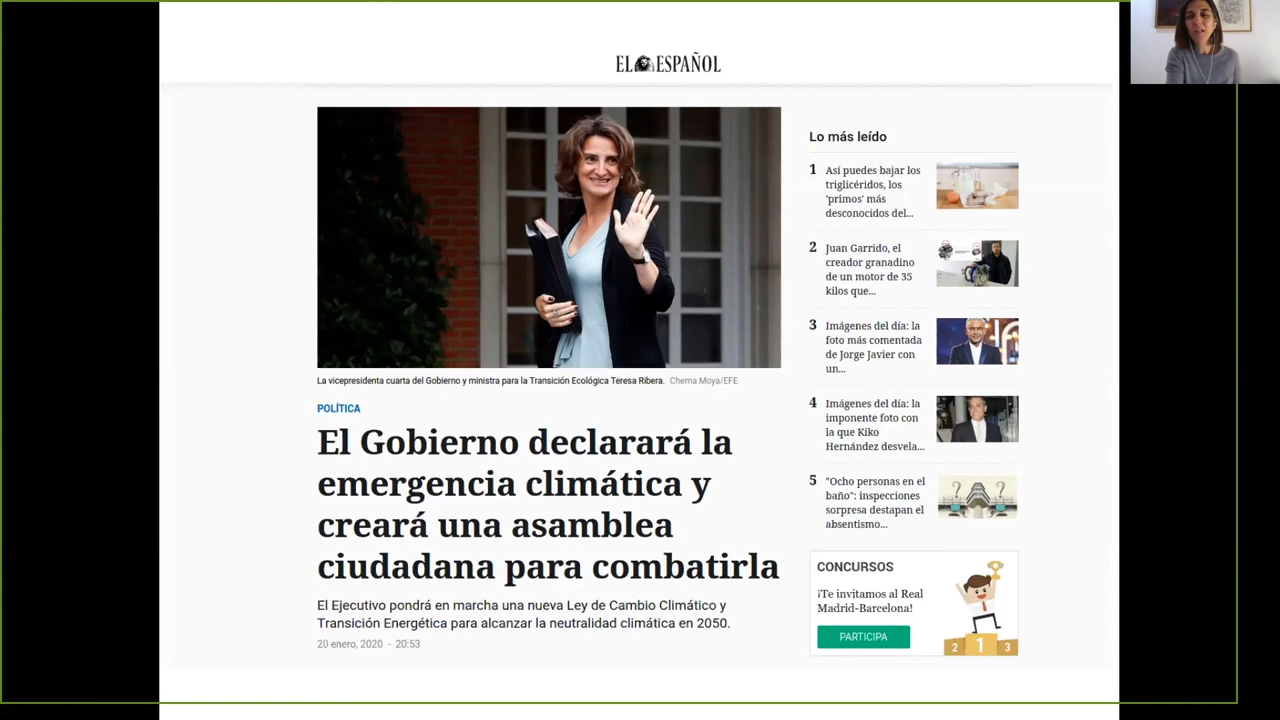 EL ESPAÑOL
La vicepresidenta cuarta del Gobierno y ministra para la Transición Ecológica Teresa Ribera. Chema Moya/EFE
POLÍTICA
El Gobierno declarará la
emergencia climática y
creará una asamblea
ciudadana para combatirla
El Ejecutivo pondrá en marcha una nueva Ley de Cambio Climático y
Transición Energética para alcanzar la neutralidad climática en 2050.
20 enero, 2020 - 20:53
Lo más leído
1 Así puedes bajar los
triglicéridos, los
'primos' más
desconocidos del...
2 Juan Garrido, el
creador granadino
de un motor de 35
kilos que...
3 Imágenes del día: la
foto más comentada
de Jorge Javier con
un...
4 Imágenes del día: la
imponente foto con
la que Kiko
Hernández desvela...
5 "Ocho personas en el
baño": inspecciones
sorpresa destapan el
absentismo...
CONCURSOS
¡Te invitamos al Real
Madrid-Barcelona!
PARTICIPA
2 1 3